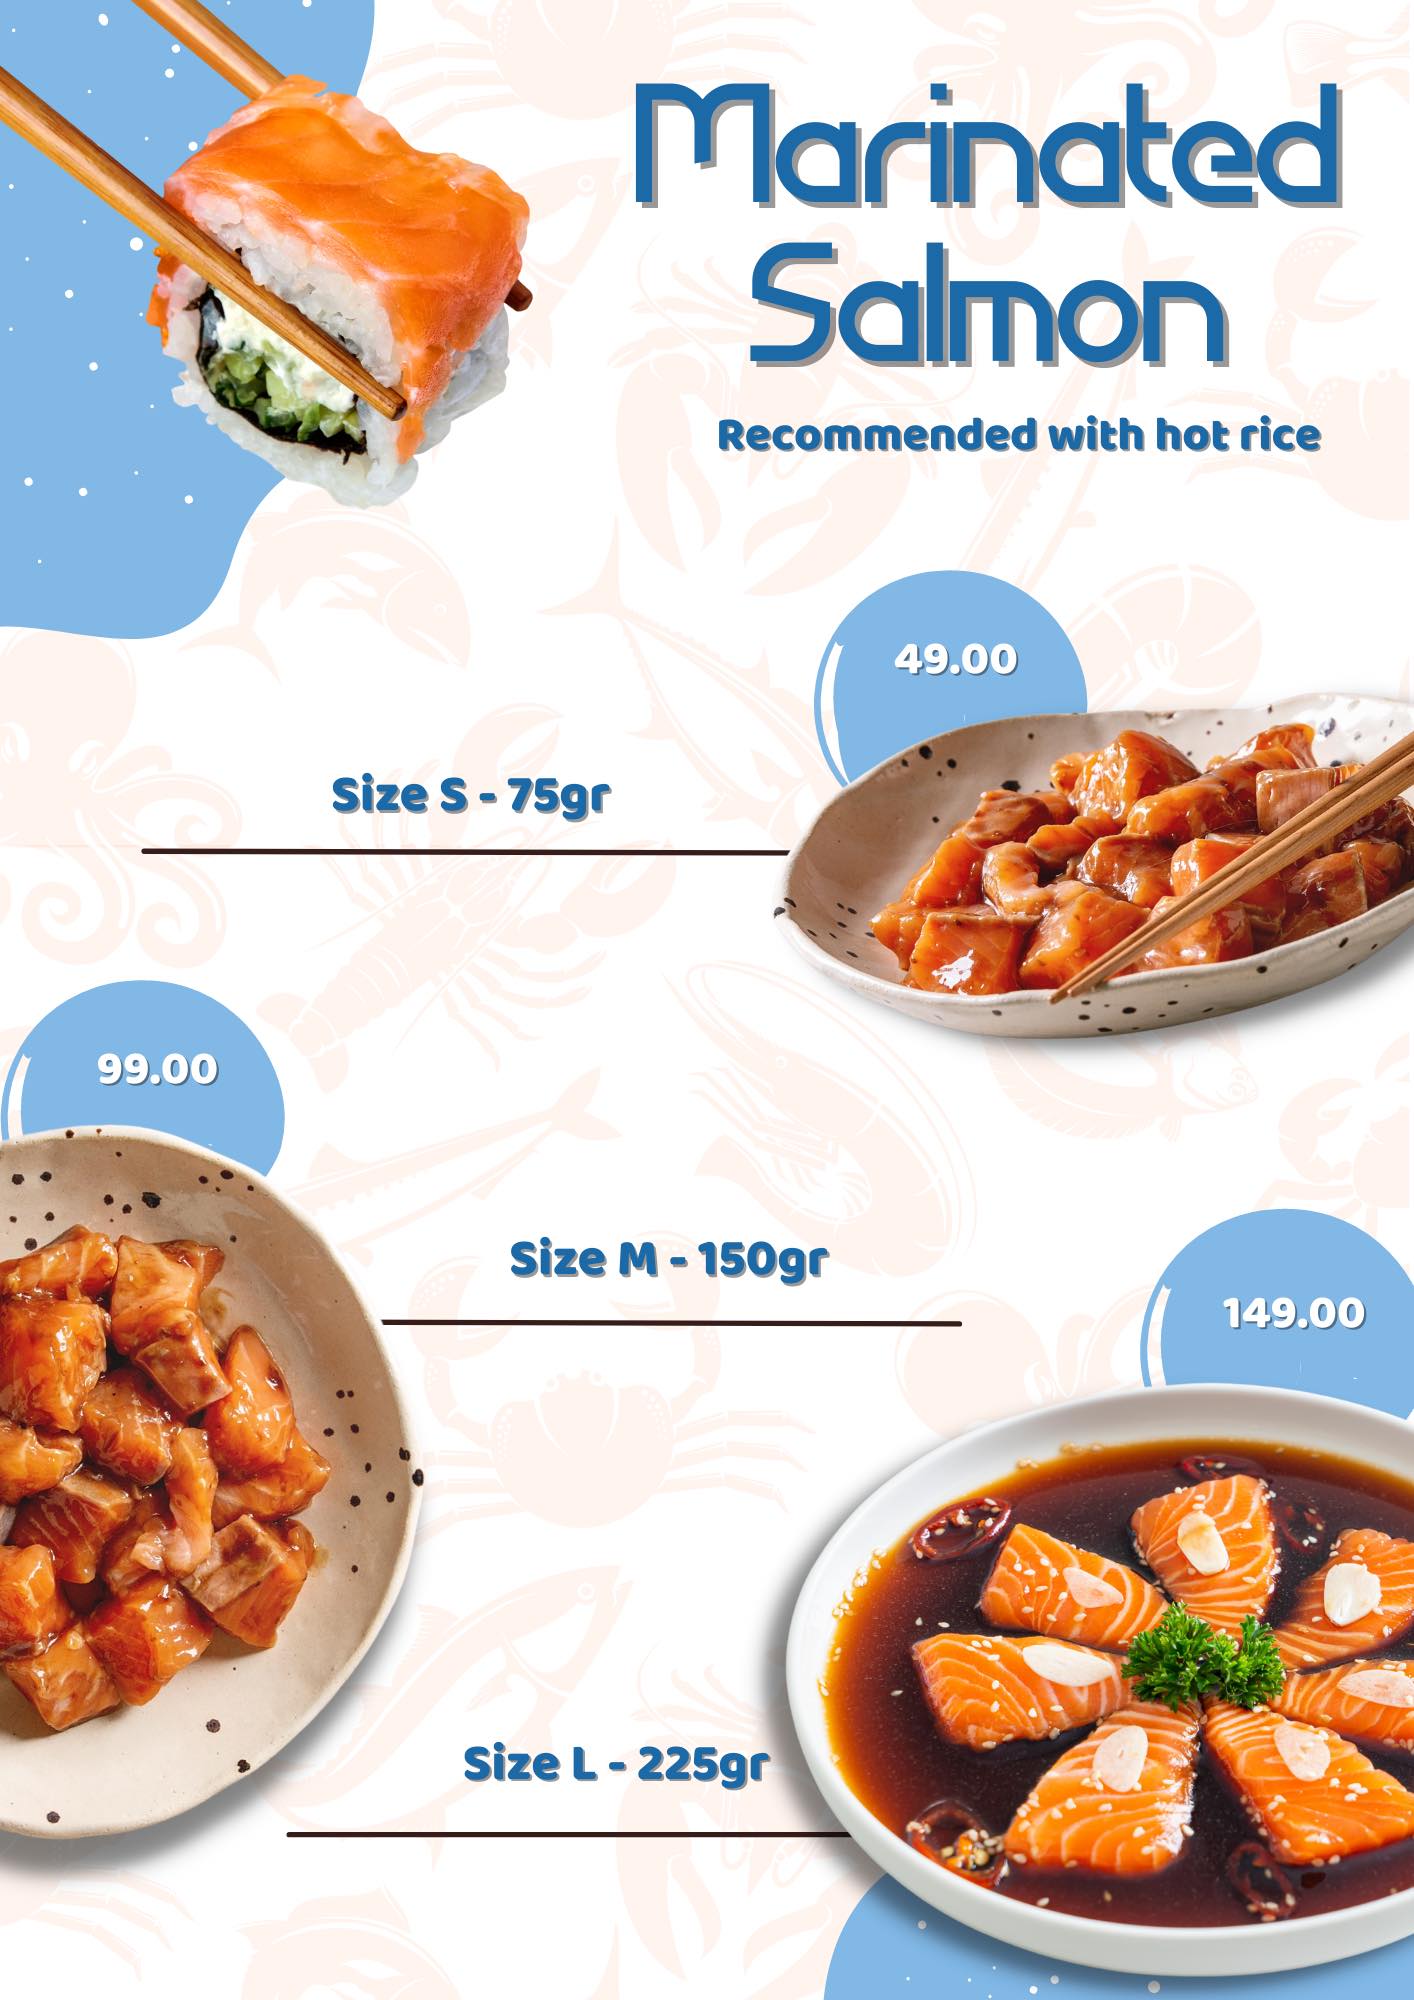 Marinated
Salmon
Recommended with hot rice
49.00
Size S - 75gr
99.00
Size M - 150gr
149.00
Size L - 225gr